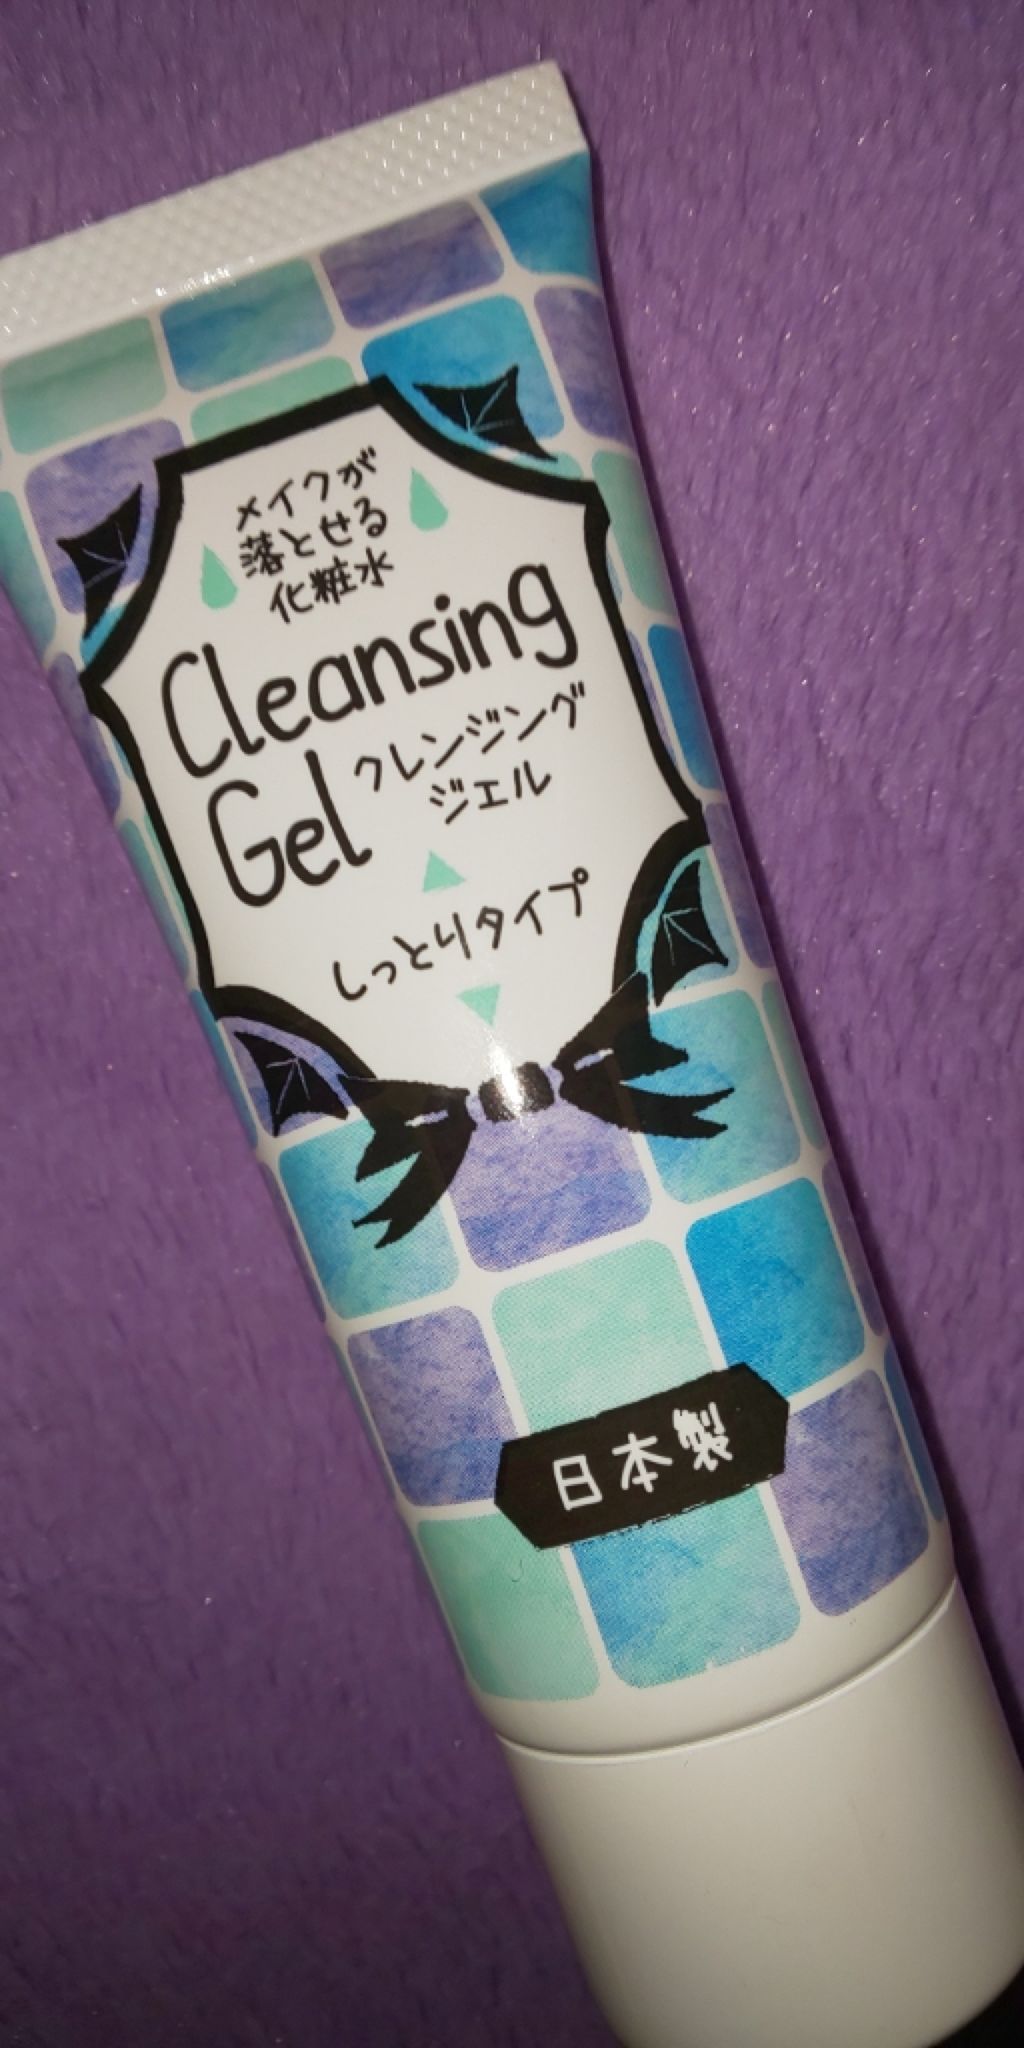 メイクが
落とせる
化粧水
Cleansing
Gel
クレンジング
ジェル
しっとりタイプ
日本製